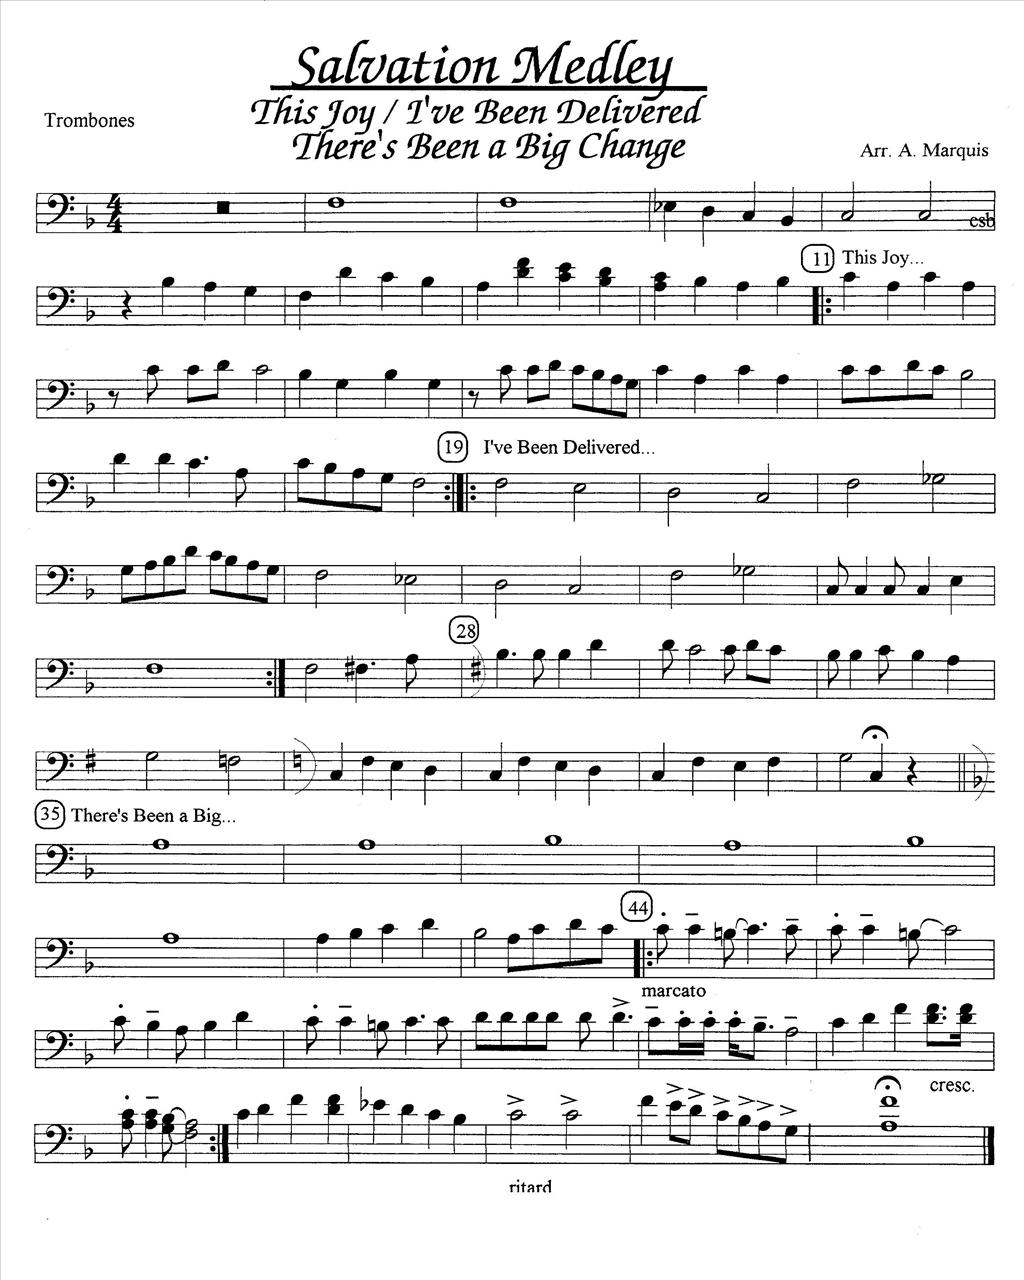 Salvation Medley
This Joy / I've Been Delivered
Trombones
There's Been a Big Change
Arr. A. Marquis
4
4
csb
11 This Joy...
19 I've Been Delivered...
28
35 There's Been a Big...
44
marcato
cresc.
ritard